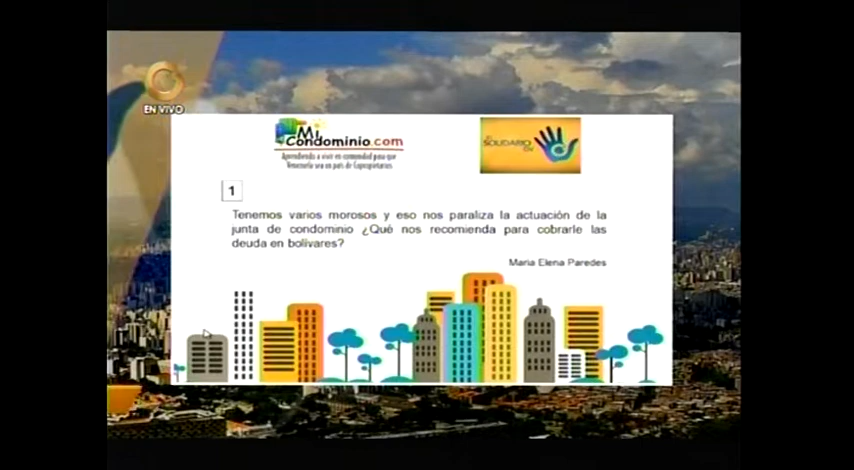 EN VIVO
Mi
Condominio.com
Aprendiendo a vivir en comunidad para que
Venezuela sea un país de Copropietarios
SOLIDARIO
1
Tenemos varios morosos y eso nos paraliza la actuación de la
junta de condominio ¿Qué nos recomienda para cobrarle las
deuda en bolívares?
Maria Elena Paredes